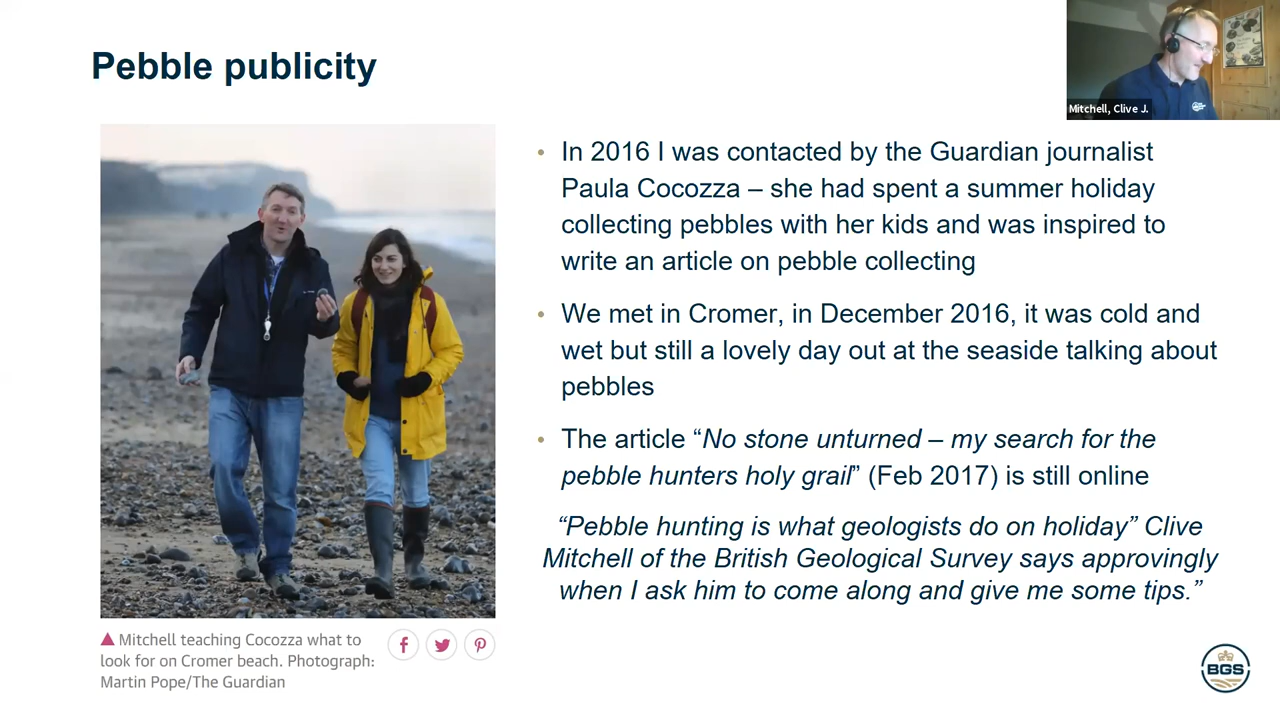 Pebble publicity
Mitchell, Clive J.
• In 2016 I was contacted by the Guardian journalist
Paula Cocozza – she had spent a summer holiday
collecting pebbles with her kids and was inspired to
write an article on pebble collecting
• We met in Cromer, in December 2016, it was cold and
wet but still a lovely day out at the seaside talking about
pebbles
• The article “No stone unturned – my search for the
pebble hunters holy grail” (Feb 2017) is still online
“Pebble hunting is what geologists do on holiday” Clive
Mitchell of the British Geological Survey says approvingly
when I ask him to come along and give me some tips.”
Mitchell teaching Cocozza what to
look for on Cromer beach. Photograph:
Martin Pope/The Guardian
BGS